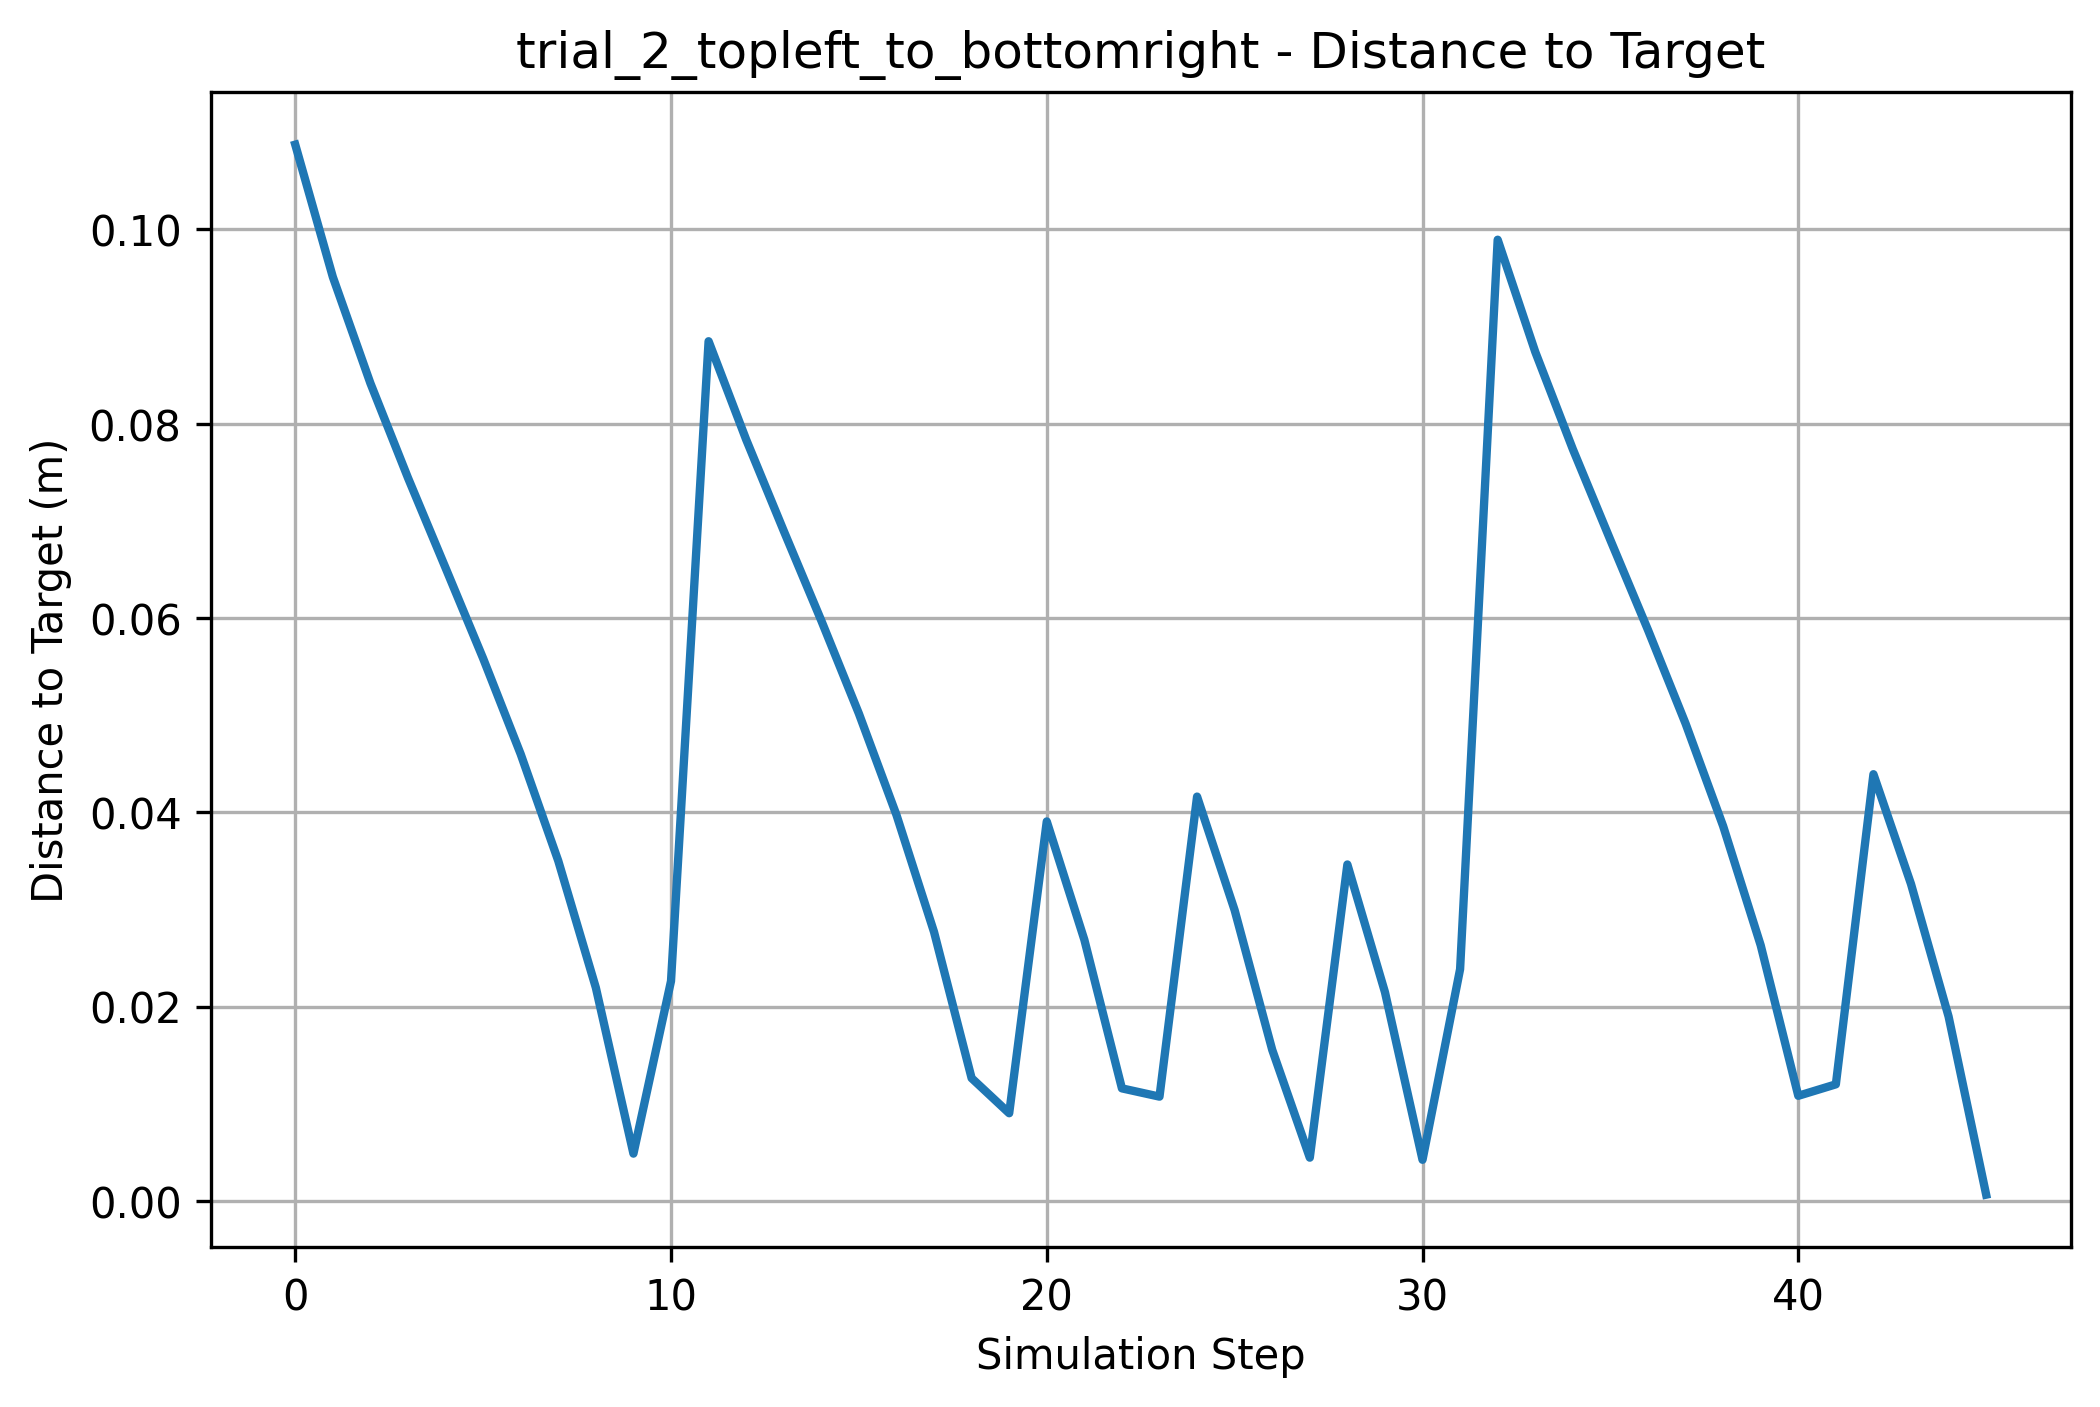 trial_2_topleft_to_bottomright - Distance to Target
Distance to Target (m)
0.10
0.08
0.06
0.04
0.02
0.00
0 10 20 30 40
Simulation Step